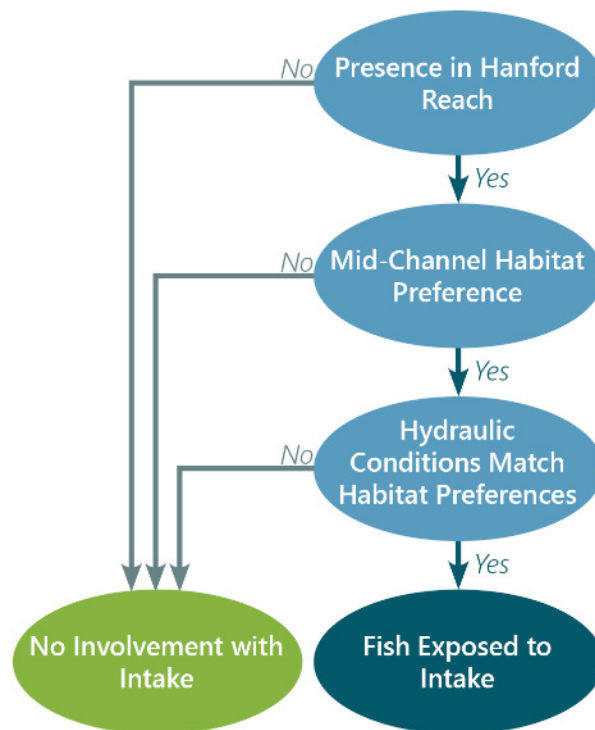 No
Presence in Hanford
Reach
Yes
No
Mid-Channel Habitat
Preference
Yes
No
Hydraulic
Conditions Match
Habitat Preferences
Yes
No Involvement with
Intake
Fish Exposed to
Intake